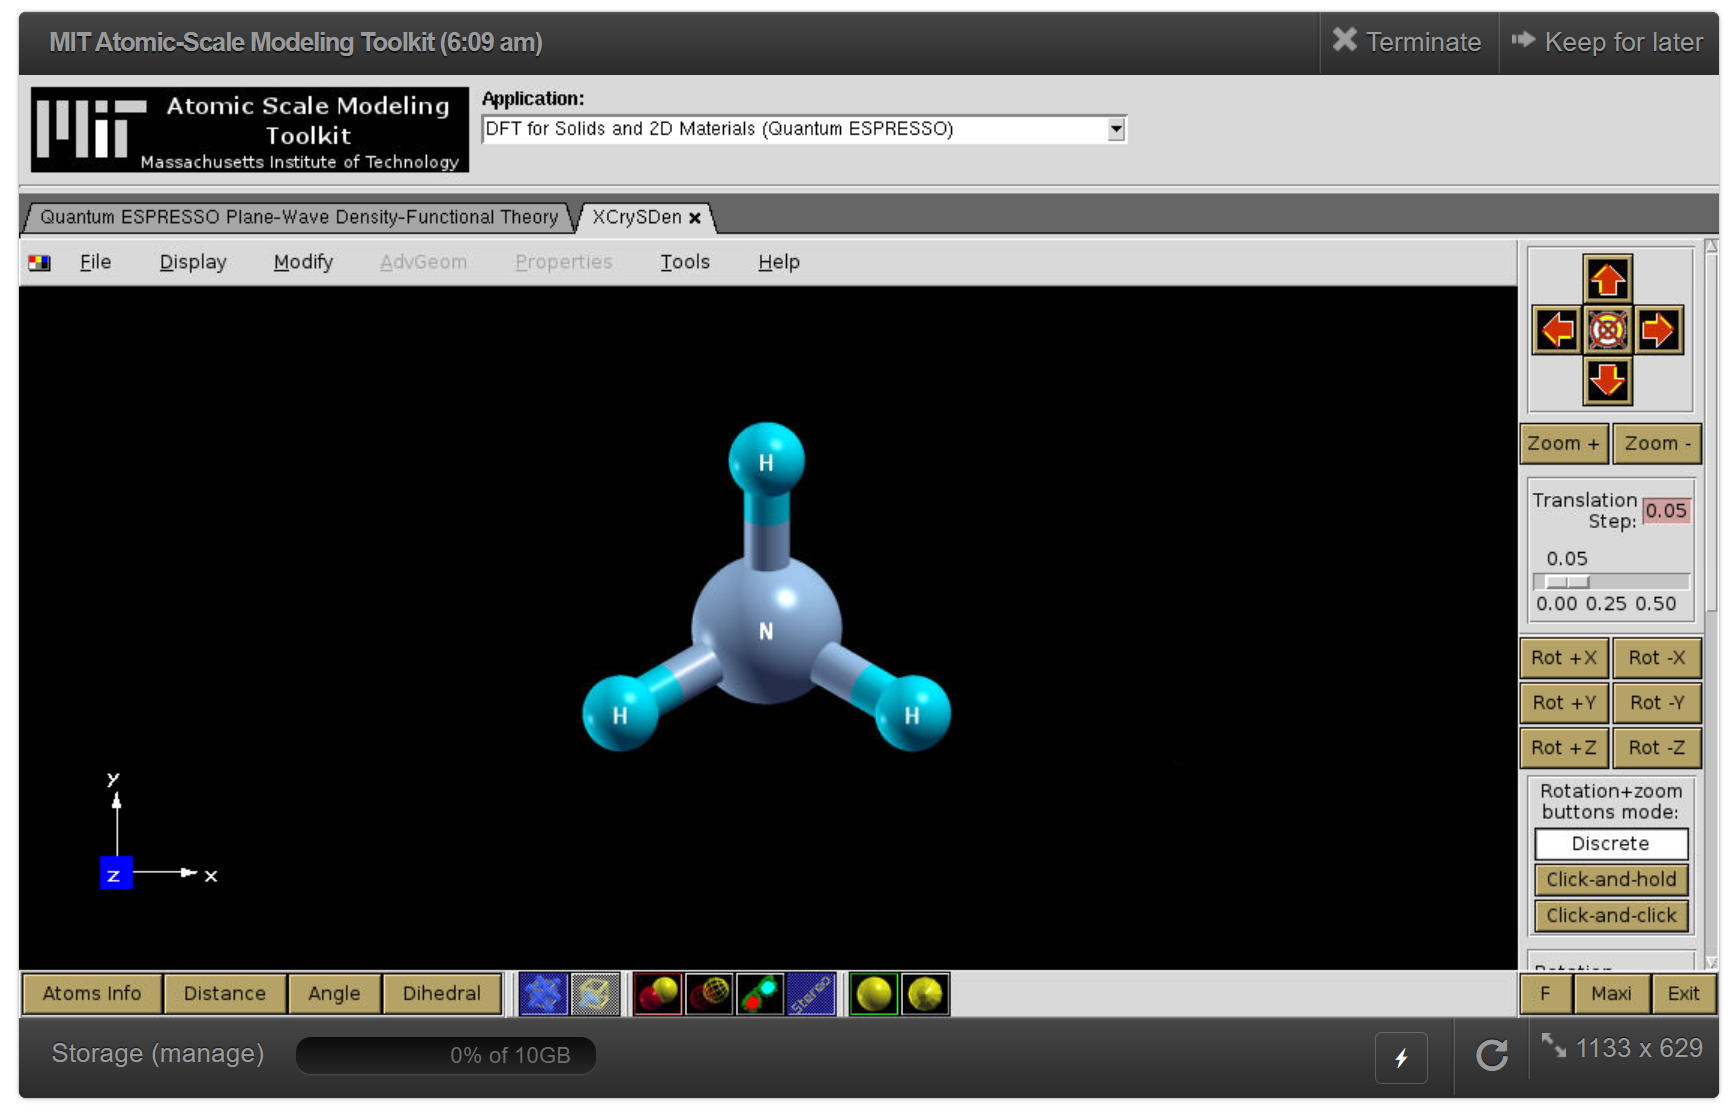 MIT Atomic-Scale Modeling Toolkit (6:09 am)
Terminate
Keep for later
MIT
Atomic Scale Modeling
Toolkit
Massachusetts Institute of Technology
Application:
DFT for Solids and 2D Materials (Quantum ESPRESSO)
Quantum ESPRESSO Plane-Wave Density-Functional Theory
XCrySDen
File
Display
Modify
AdvGeom
Properties
Tools
Help
Zoom +
Zoom -
Translation
Step:
0.05
0.05
0.00 0.25 0.50
Rot +X
Rot -X
Rot +Y
Rot -Y
Rot +Z
Rot -Z
Rotation+zoom
buttons mode:
Discrete
Click-and-hold
Click-and-click
H
N
H
H
y
z
x
Atoms Info
Distance
Angle
Dihedral
Stereo
F
Maxi
Exit
Storage (manage)
0% of 10GB
1133 x 629